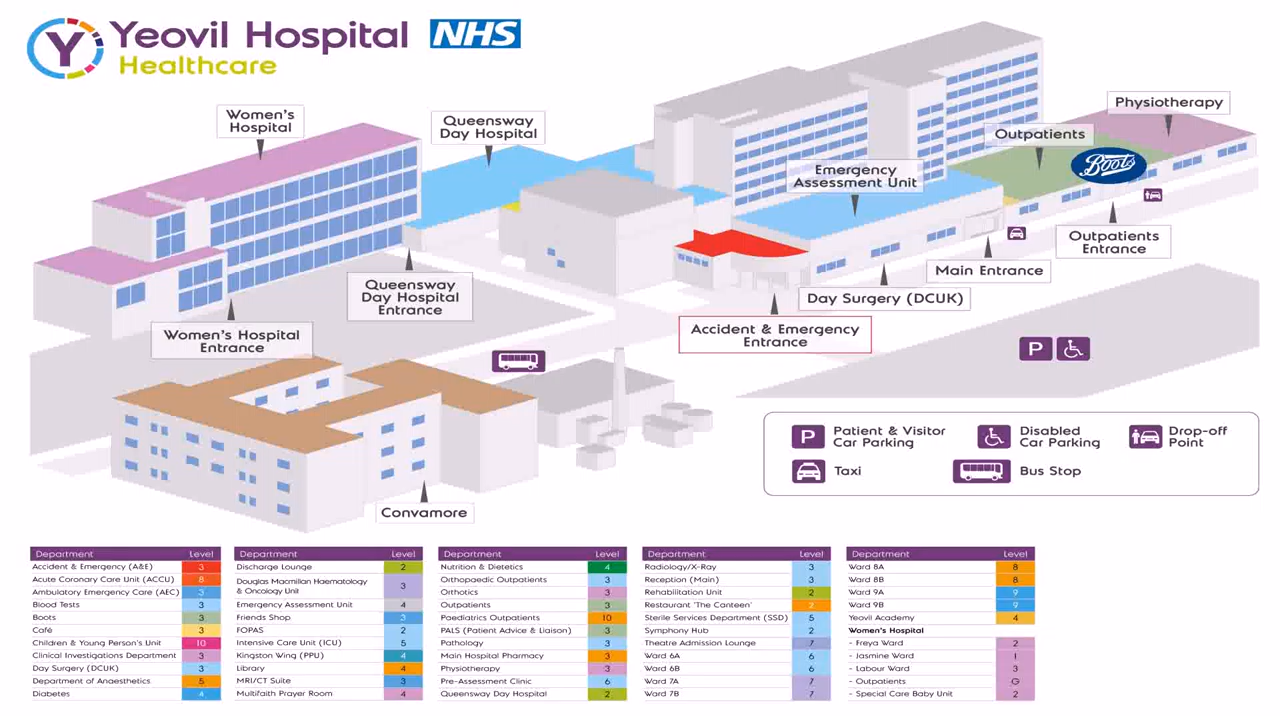 Yeovil Hospital NHS
Healthcare
Women's
Hospital
Queensway
Day Hospital
Physiotherapy
Outpatients
Boots
Emergency
Assessment Unit
Outpatients
Entrance
Main Entrance
Queensway
Day Hospital
Entrance
Day Surgery (DCUK)
Women's Hospital
Entrance
Accident & Emergency
Entrance
P
Convamore
P Patient & Visitor
Car Parking
Disabled
Car Parking
Drop-off
Point
Taxi
Bus Stop
Department Level
Accident & Emergency (A&E) 3
Acute Coronary Care Unit (ACCU) 8
Ambulatory Emergency Care (AEC) 3
Blood Tests 3
Boots 3
Café 3
Children & Young Person's Unit 10
Clinical Investigations Department 3
Day Surgery (DCUK) 3
Department of Anaesthetics 5
Diabetes 4
Department Level
Discharge Lounge 2
Douglas Macmillan Haematology
& Oncology Unit 3
Emergency Assessment Unit 4
Friends Shop 3
FOPAS 2
Intensive Care Unit (ICU) 5
Kingston Wing (PPU) 4
Library 4
MRI/CT Suite 3
Multifaith Prayer Room 4
Department Level
Nutrition & Dietetics 4
Orthopaedic Outpatients 3
Orthotics 3
Outpatients 3
Paediatrics Outpatients 10
PALS (Patient Advice & Liaison) 3
Pathology 3
Main Hospital Pharmacy 3
Physiotherapy 3
Pre-Assessment Clinic 6
Queensway Day Hospital 2
Department Level
Radiology/X-Ray 3
Reception (Main) 3
Rehabilitation Unit 2
Restaurant 'The Canteen' 2
Sterile Services Department (SSD) 5
Symphony Hub 2
Theatre Admission Lounge 7
Ward 6A 6
Ward 6B 6
Ward 7A 7
Ward 7B 7
Department Level
Ward 8A 8
Ward 8B 8
Ward 9A 9
Ward 9B 9
Yeovil Academy 4
Women's Hospital
- Freya Ward 2
- Jasmine Ward 1
- Labour Ward 3
- Outpatients G
- Special Care Baby Unit 2